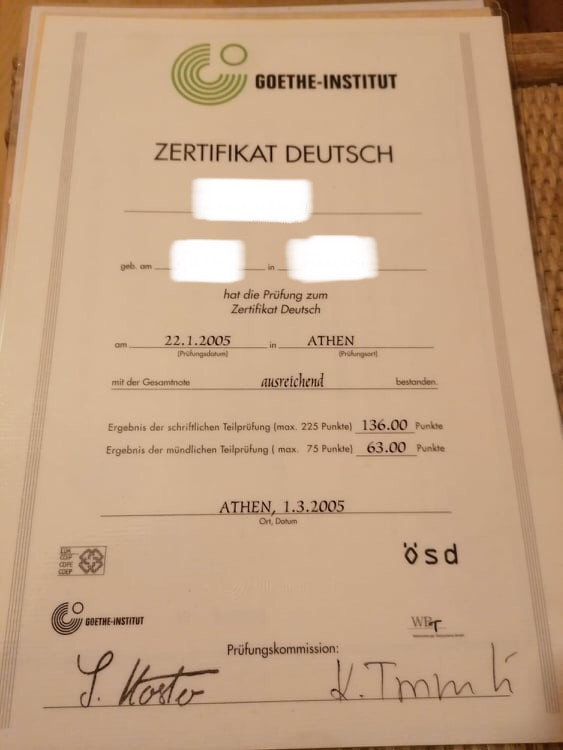 GOETHE-INSTITUT
ZERTIFIKAT DEUTSCH
geb. am in
hat die Prüfung zum
Zertifikat Deutsch
am 22.1.2005 in ATHEN
(Prüfungsdatum) (Prüfungsort)
mit der Gesamtnote ausreichend bestanden.
Ergebnis der schriftlichen Teilprüfung (max. 225 Punkte) 136.00 Punkte
Ergebnis der mündlichen Teilprüfung ( max. 75 Punkte) 63.00 Punkte
ATHEN, 1.3.2005
Ort, Datum
ösd
GOETHE-INSTITUT
WBT
Prüfungskommission: